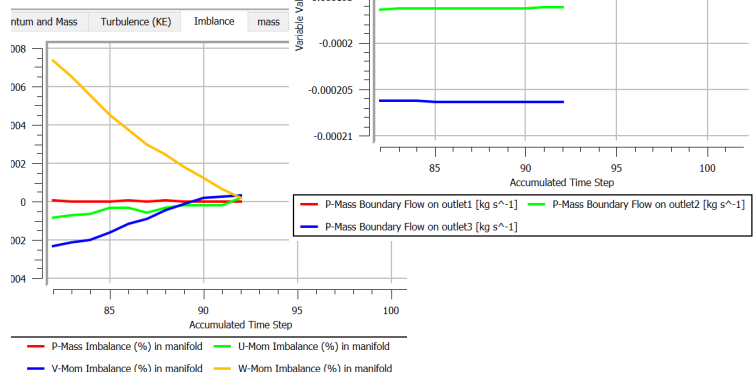 ntum and Mass Turbulence (KE) Imblance mass
008
006
004
002
0
002
004
85 90 95 100
Accumulated Time Step
P-Mass Imbalance (%) in manifold U-Mom Imbalance (%) in manifold
V-Mom Imbalance (%) in manifold W-Mom Imbalance (%) in manifold
Variable Val
-0.0002
-0.000205
-0.00021
85 90 95 100
Accumulated Time Step
P-Mass Boundary Flow on outlet1 [kg s^-1] P-Mass Boundary Flow on outlet2 [kg s^-1]
P-Mass Boundary Flow on outlet3 [kg s^-1]